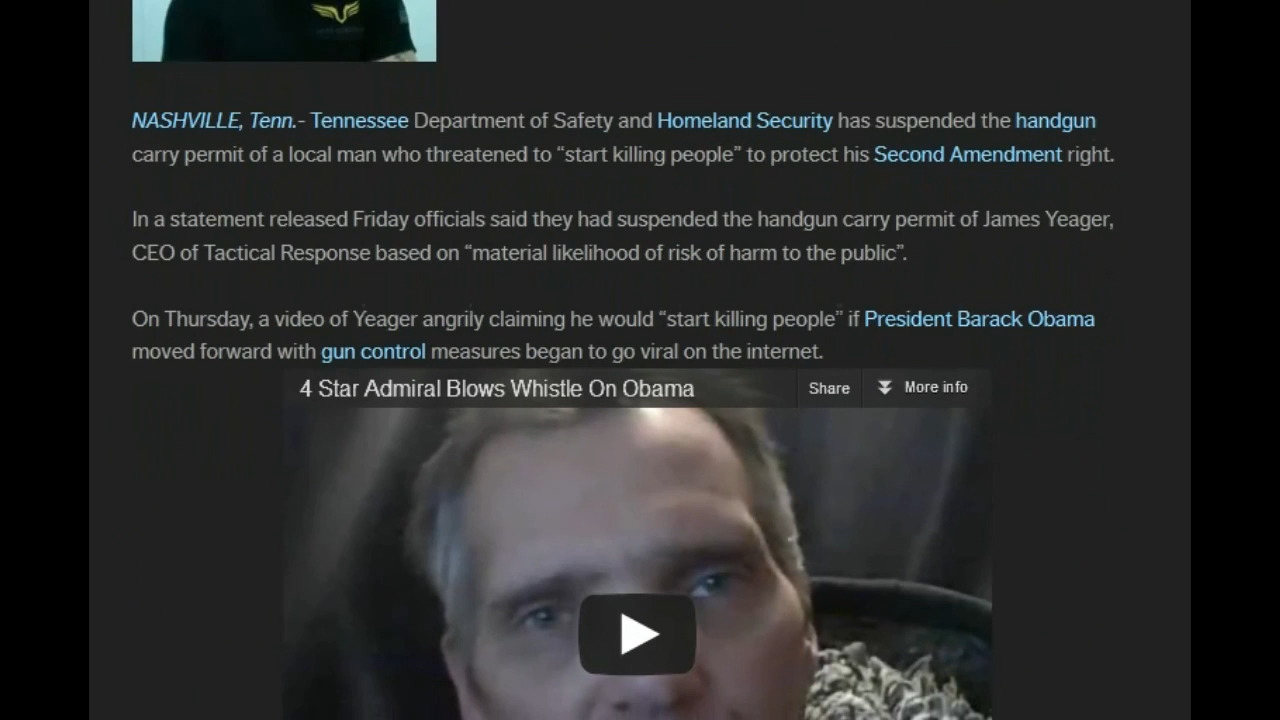 NASHVILLE, Tenn.- Tennessee Department of Safety and Homeland Security has suspended the handgun
carry permit of a local man who threatened to “start killing people” to protect his Second Amendment right.
In a statement released Friday officials said they had suspended the handgun carry permit of James Yeager,
CEO of Tactical Response based on “material likelihood of risk of harm to the public”.
On Thursday, a video of Yeager angrily claiming he would “start killing people” if President Barack Obama
moved forward with gun control measures began to go viral on the internet.
4 Star Admiral Blows Whistle On Obama Share More info